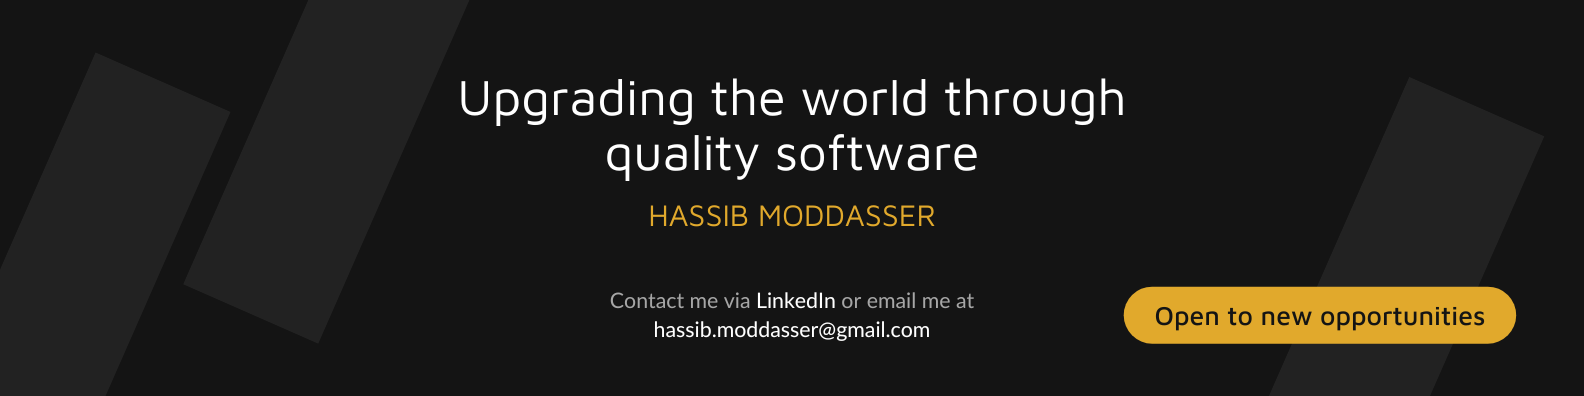 Upgrading the world through
quality software
HASSIB MODDASSER
Contact me via LinkedIn or email me at
hassib.moddasser@gmail.com
Open to new opportunities